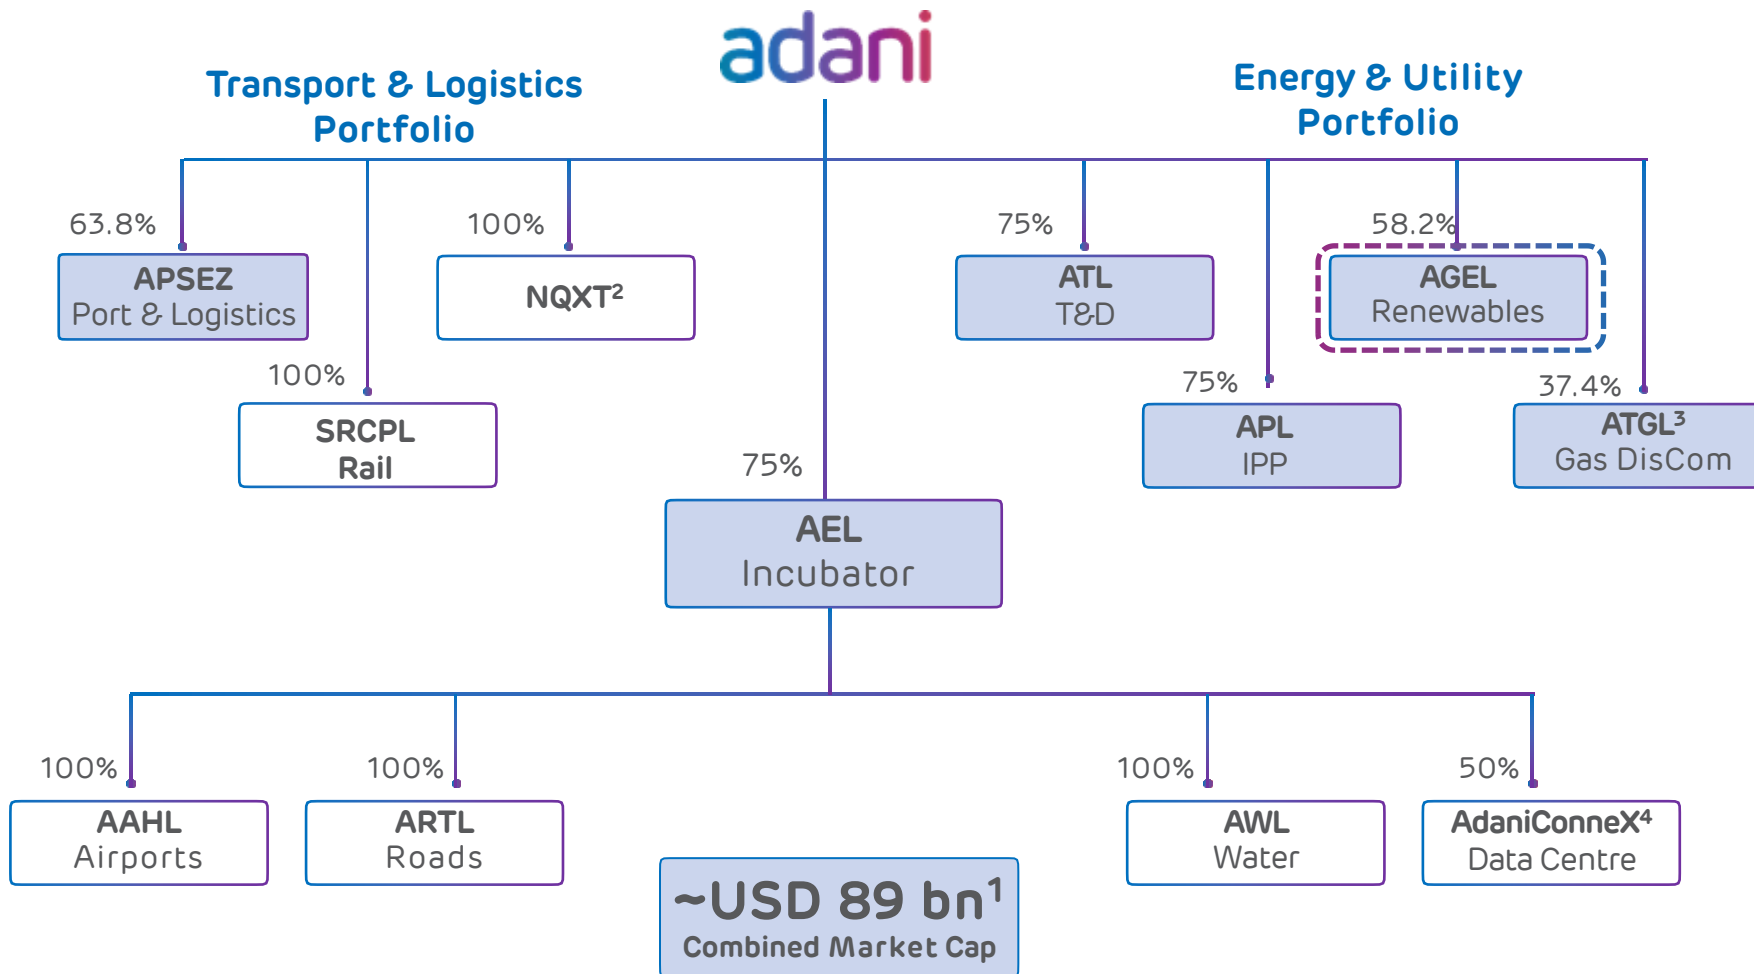 adani
Transport & Logistics
Portfolio
Energy & Utility
Portfolio
63.8%
APSEZ
Port & Logistics
100%
SRCPL
Rail
100%
NQXT²
75%
ATL
T&D
75%
APL
IPP
58.2%
AGEL
Renewables
37.4%
ATGL³
Gas DisCom
75%
AEL
Incubator
100%
AAHL
Airports
100%
ARTL
Roads
100%
AWL
Water
50%
AdaniConneX⁴
Data Centre
~USD 89 bn¹
Combined Market Cap